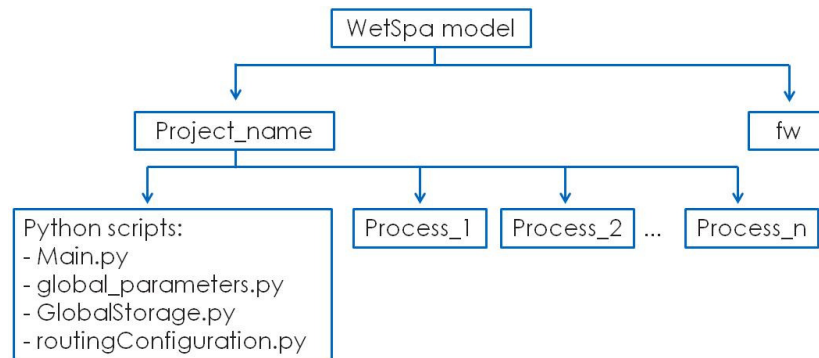 WetSpa model
Project_name
fw
Python scripts:
- Main.py
- global_parameters.py
- GlobalStorage.py
- routingConfiguration.py
Process_1
Process_2
...
Process_n